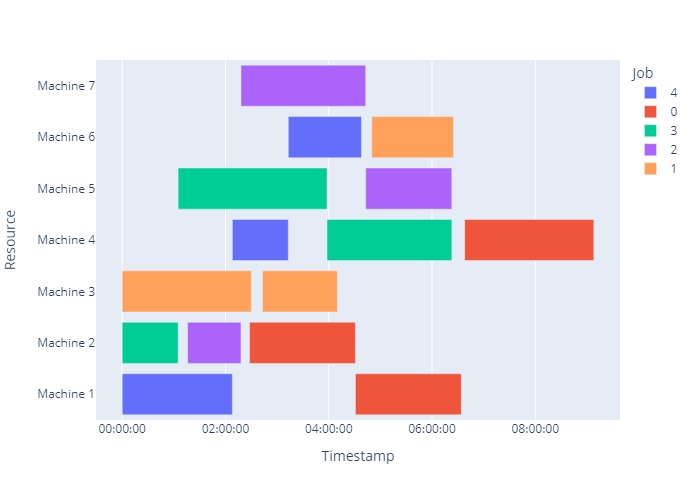 Job
4
0
3
2
1
Resource
Machine 7
Machine 6
Machine 5
Machine 4
Machine 3
Machine 2
Machine 1
00:00:00 02:00:00 04:00:00 06:00:00 08:00:00
Timestamp